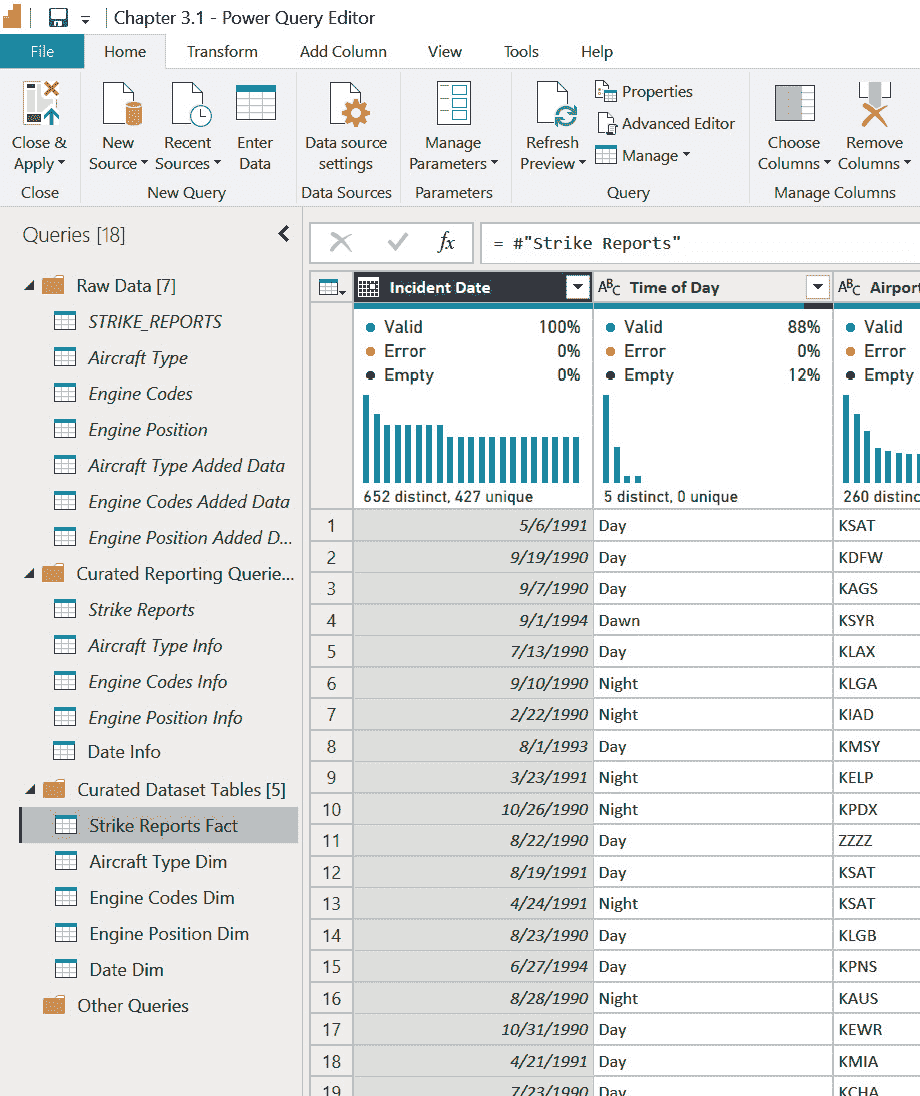 Chapter 3.1 - Power Query Editor
File Home Transform Add Column View Tools Help
Close & Apply
Close
New Source
Recent Sources
Enter Data
New Query
Data source settings
Data Sources
Manage Parameters
Parameters
Refresh Preview
Properties
Advanced Editor
Manage
Query
Choose Columns
Remove Columns
Manage Columns
Queries [18]
Raw Data [7]
STRIKE_REPORTS
Aircraft Type
Engine Codes
Engine Position
Aircraft Type Added Data
Engine Codes Added Data
Engine Position Added D...
Curated Reporting Querie...
Strike Reports
Aircraft Type Info
Engine Codes Info
Engine Position Info
Date Info
Curated Dataset Tables [5]
Strike Reports Fact
Aircraft Type Dim
Engine Codes Dim
Engine Position Dim
Date Dim
Other Queries
fx = #"Strike Reports"
Incident Date ABC Time of Day ABC Airport
Valid 100% Valid 88% Valid
Error 0% Error 0% Error
Empty 0% Empty 12% Empty
652 distinct, 427 unique 5 distinct, 0 unique 260 distinc
1 5/6/1991 Day KSAT
2 9/19/1990 Day KDFW
3 9/7/1990 Day KAGS
4 9/1/1994 Dawn KSYR
5 7/13/1990 Day KLAX
6 9/10/1990 Night KLGA
7 2/22/1990 Night KIAD
8 8/1/1993 Day KMSY
9 3/23/1991 Night KELP
10 10/26/1990 Night KPDX
11 8/22/1990 Day ZZZZ
12 8/19/1991 Day KSAT
13 4/24/1991 Night KSAT
14 8/23/1990 Day KLGB
15 6/27/1994 Day KPNS
16 8/28/1990 Night KAUS
17 10/31/1990 Day KEWR
18 4/21/1991 Day KMIA
19 7/23/1990 Day KCHA